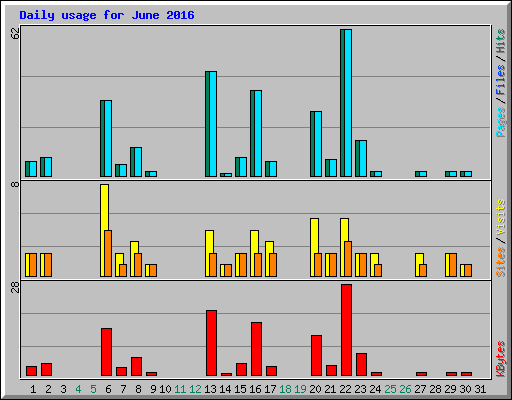 Daily usage for June 2016
62
Pages/Files/Hits
8
Sites/Visits
28
KBytes
1 2 3 4 5 6 7 8 9 10 11 12 13 14 15 16 17 18 19 20 21 22 23 24 25 26 27 28 29 30 31